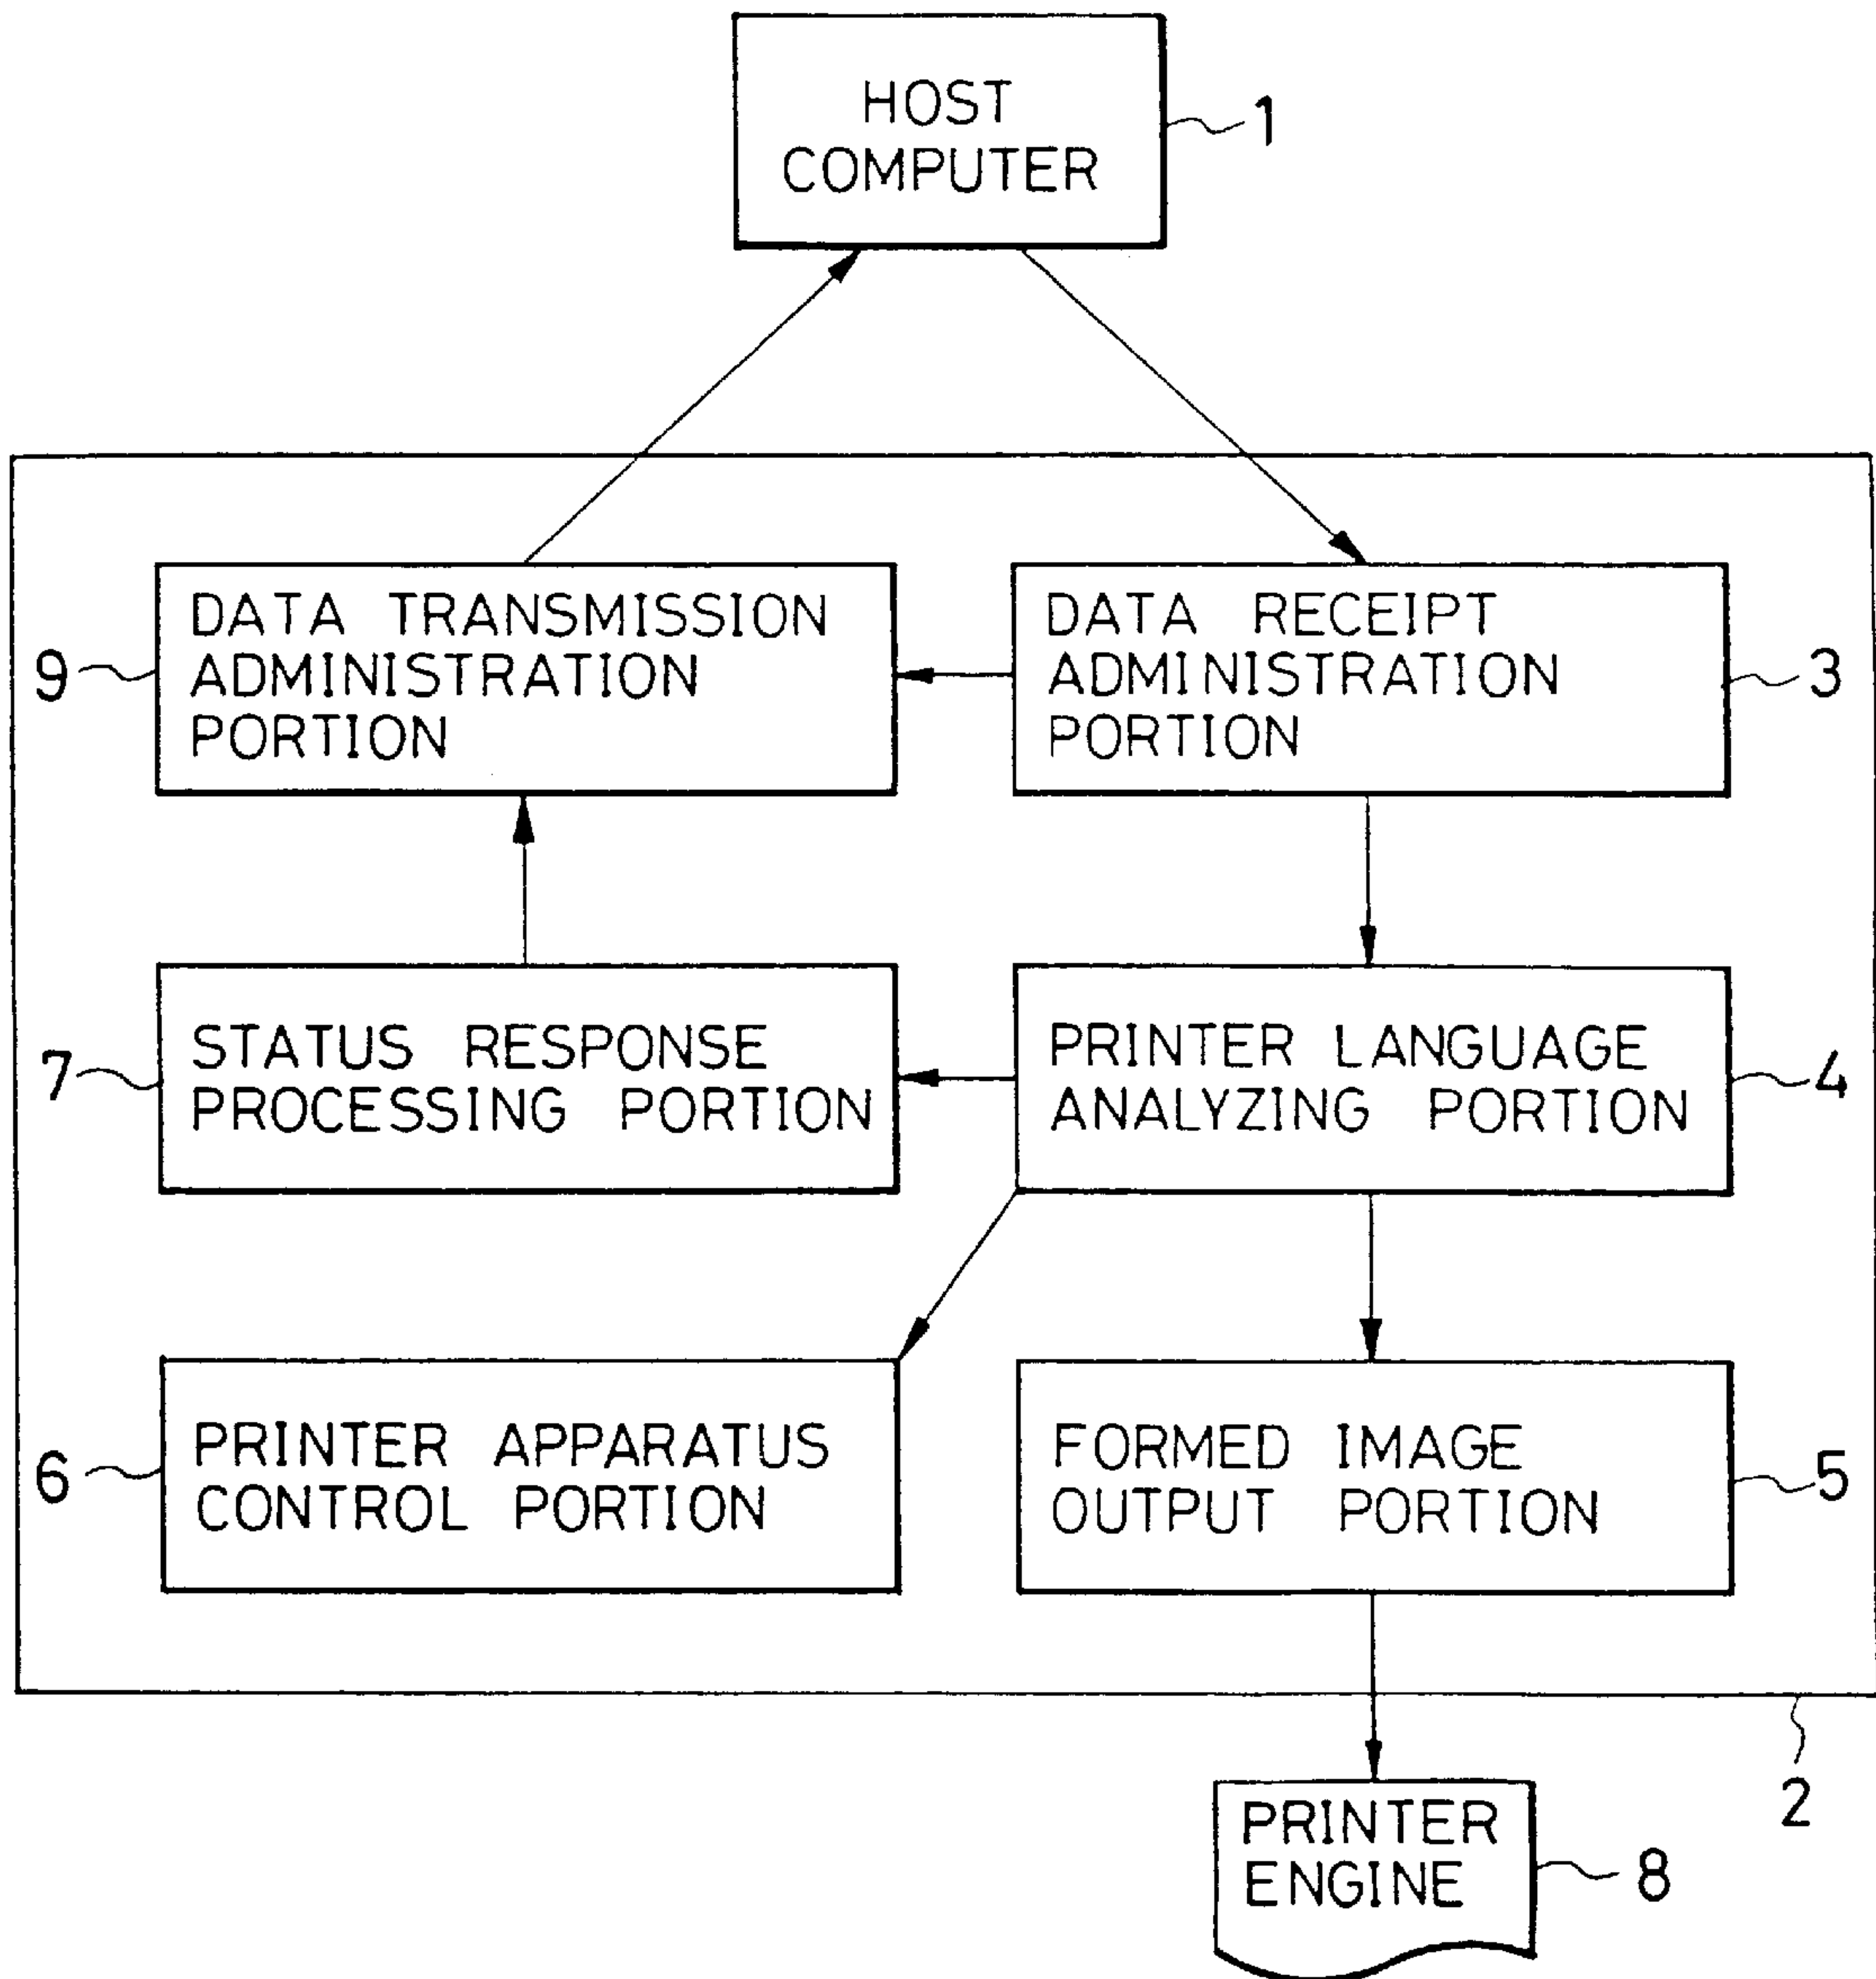 HOST
COMPUTER
1
DATA TRANSMISSION
ADMINISTRATION
PORTION
9
DATA RECEIPT
ADMINISTRATION
PORTION
3
STATUS RESPONSE
PROCESSING PORTION
7
PRINTER LANGUAGE
ANALYZING PORTION
4
PRINTER APPARATUS
CONTROL PORTION
6
FORMED IMAGE
OUTPUT PORTION
5
2
PRINTER
ENGINE
8